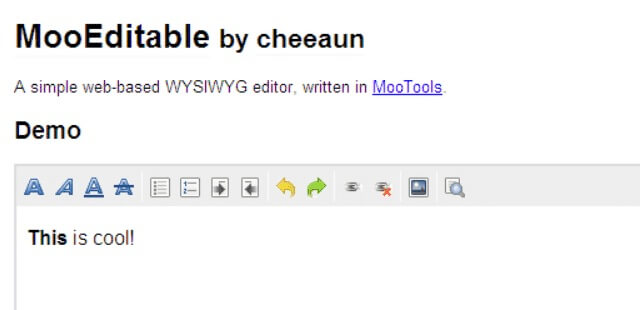 MooEditable by cheeaun
A simple web-based WYSIWYG editor, written in MooTools.
Demo
This is cool!